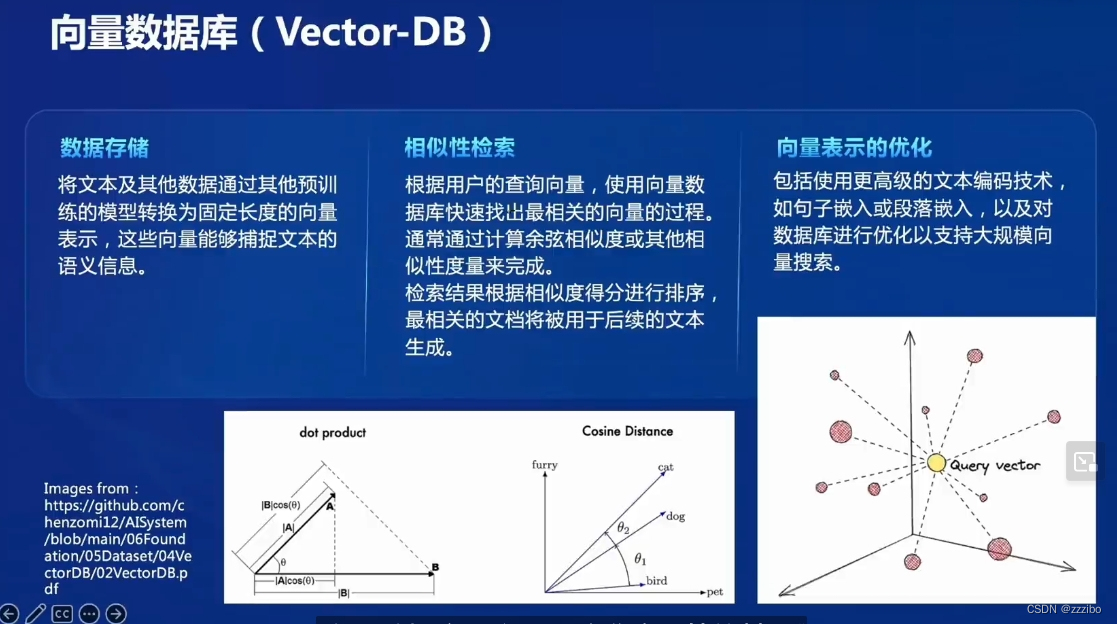 向量数据库（Vector-DB）
数据存储
将文本及其他数据通过其他预训
练的模型转换为固定长度的向量
表示，这些向量能够捕捉文本的
语义信息。
相似性检索
根据用户的查询向量，使用向量数
据库快速找出最相关的向量的过程。
通常通过计算余弦相似度或其他相
似性度量来完成。
检索结果根据相似度得分进行排序，
最相关的文档将被用于后续的文本
生成。
向量表示的优化
包括使用更高级的文本编码技术，
如句子嵌入或段落嵌入，以及对
数据库进行优化以支持大规模向
量搜索。
Images from：
https://github.com/c
henzomi12/AISystem
/blob/main/06Found
ation/05Dataset/04Ve
ctorDB/02VectorDB.p
df
dot product
|B|cos(θ)
A
|A|
θ
B
|A|cos(θ)
|B|
Cosine Distance
furry
cat
dog
θ2
θ1
bird
pet
Query vector
CC
CSDN @zzzibo